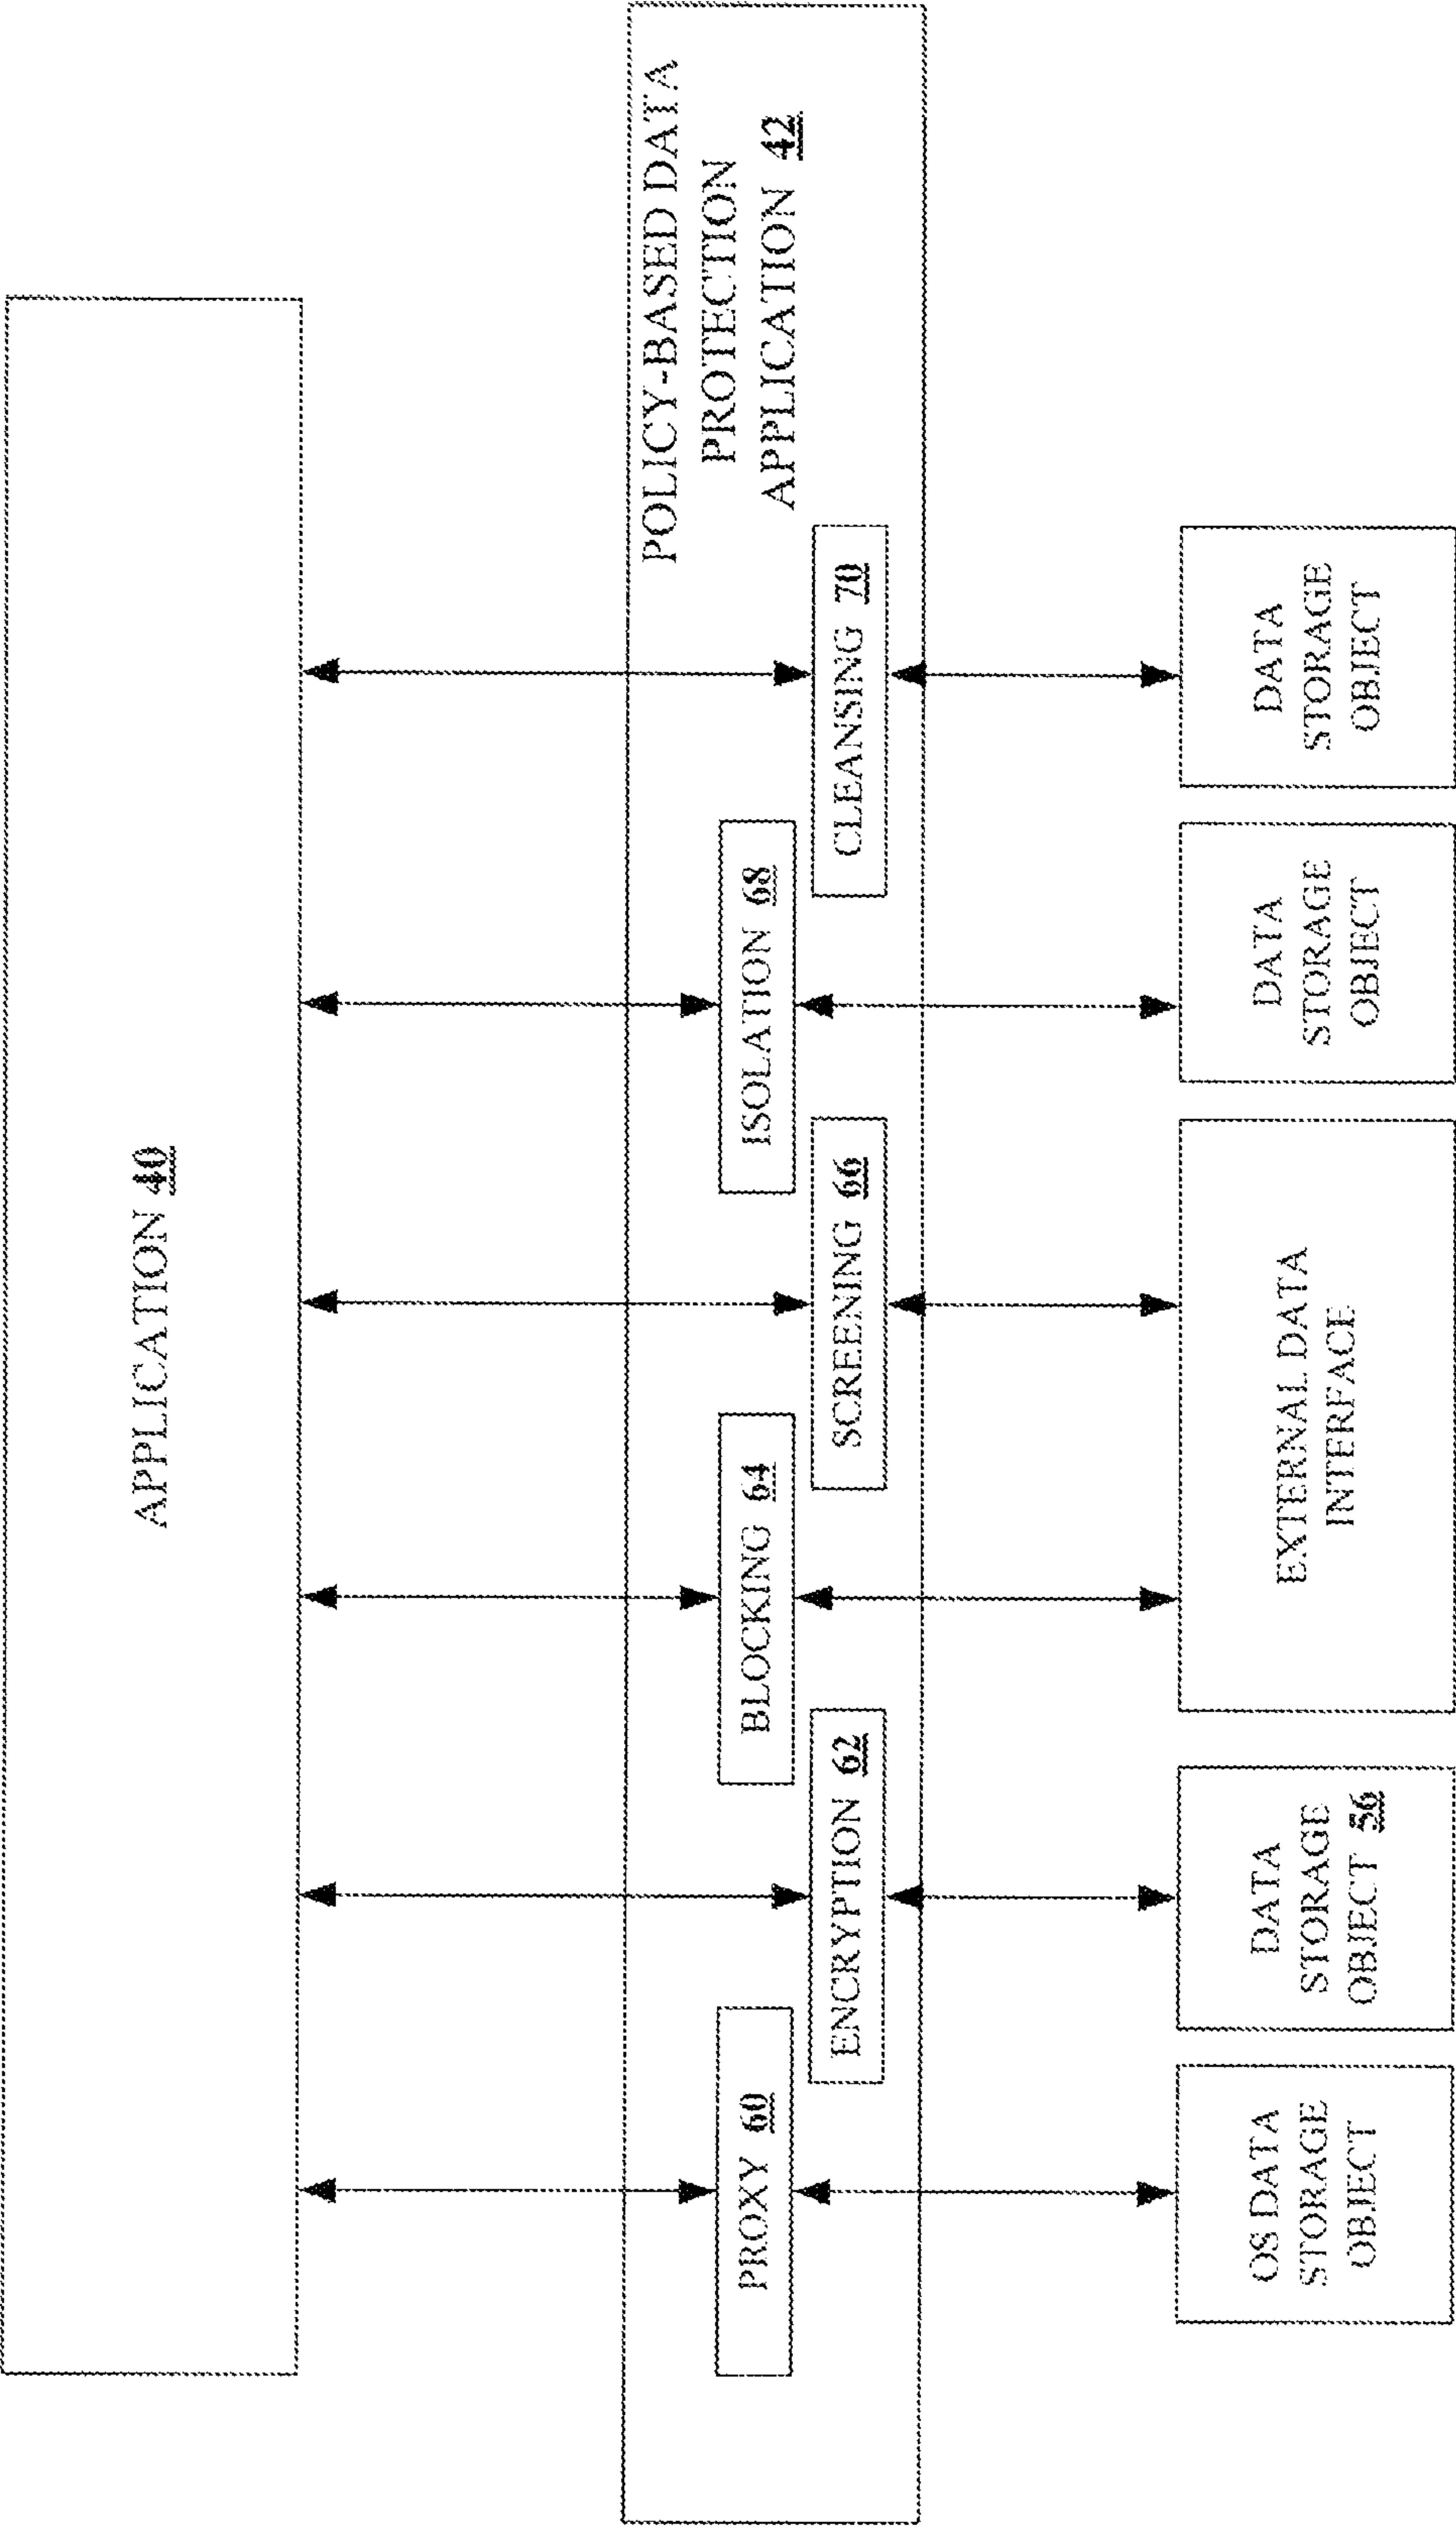 APPLICATION 40
POLICY-BASED DATA
PROTECTION
APPLICATION 42
PROXY 60
ENCRYPTION 62
BLOCKING 64
SCREENING 66
ISOLATION 68
CLEANSING 70
OS DATA
STORAGE
OBJECT
DATA
STORAGE
OBJECT 56
EXTERNAL DATA
INTERFACE
DATA
STORAGE
OBJECT
DATA
STORAGE
OBJECT